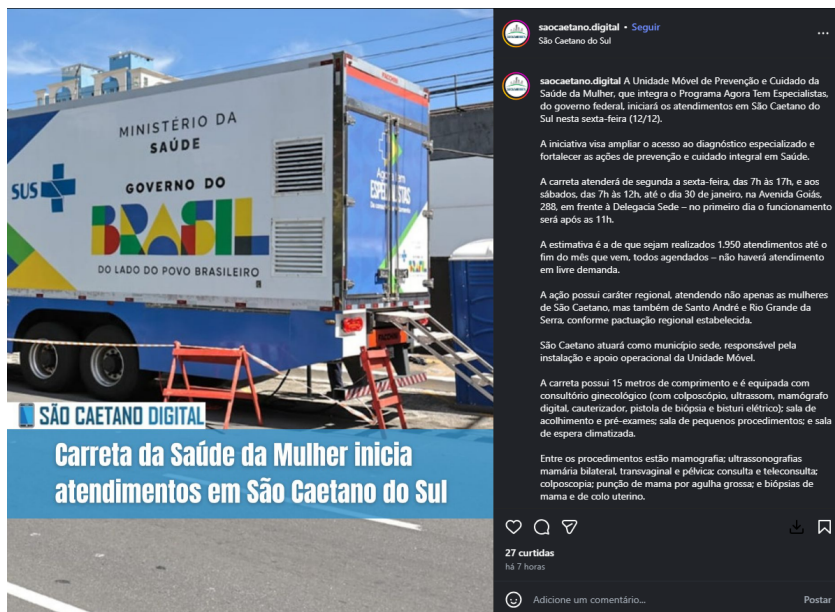 MINISTÉRIO DA
SAÚDE
GOVERNO DO
BRASIL
DO LADO DO POVO BRASILEIRO
SUS
Agora tem
ESPECIALISTAS
FACCHINI
SÃO CAETANO DIGITAL
Carreta da Saúde da Mulher inicia
atendimentos em São Caetano do Sul
saocaetano.digital • Seguir
São Caetano do Sul
saocaetano.digital A Unidade Móvel de Prevenção e Cuidado da
Saúde da Mulher, que integra o Programa Agora Tem Especialistas,
do governo federal, iniciará os atendimentos em São Caetano do
Sul nesta sexta-feira (12/12).
A iniciativa visa ampliar o acesso ao diagnóstico especializado e
fortalecer as ações de prevenção e cuidado integral em Saúde.
A carreta atenderá de segunda a sexta-feira, das 7h às 17h, e aos
sábados, das 7h às 12h, até o dia 30 de janeiro, na Avenida Goiás,
288, em frente à Delegacia Sede – no primeiro dia o funcionamento
será após as 11h.
A estimativa é a de que sejam realizados 1.950 atendimentos até o
fim do mês que vem, todos agendados – não haverá atendimento
em livre demanda.
A ação possui caráter regional, atendendo não apenas as mulheres
de São Caetano, mas também de Santo André e Rio Grande da
Serra, conforme pactuação regional estabelecida.
São Caetano atuará como município sede, responsável pela
instalação e apoio operacional da Unidade Móvel.
A carreta possui 15 metros de comprimento e é equipada com
consultório ginecológico (com colposcópio, ultrassom, mamógrafo
digital, cauterizador, pistola de biópsia e bisturi elétrico); sala de
acolhimento e pré-exames; sala de pequenos procedimentos; e sala
de espera climatizada.
Entre os procedimentos estão mamografia; ultrassonografias
mamária bilateral, transvaginal e pélvica; consulta e teleconsulta;
colposcopia; punção de mama por agulha grossa; e biópsias de
mama e de colo uterino.
27 curtidas
há 7 horas
Adicione um comentário...
Postar